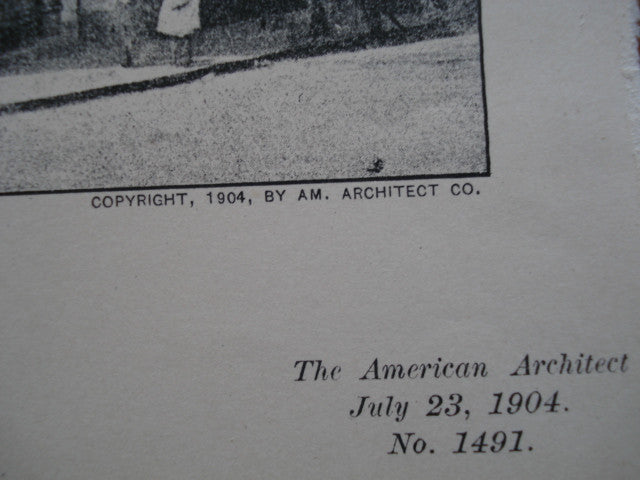 COPYRIGHT, 1904, BY AM. ARCHITECT CO.
The American Architect
July 23, 1904.
No. 1491.